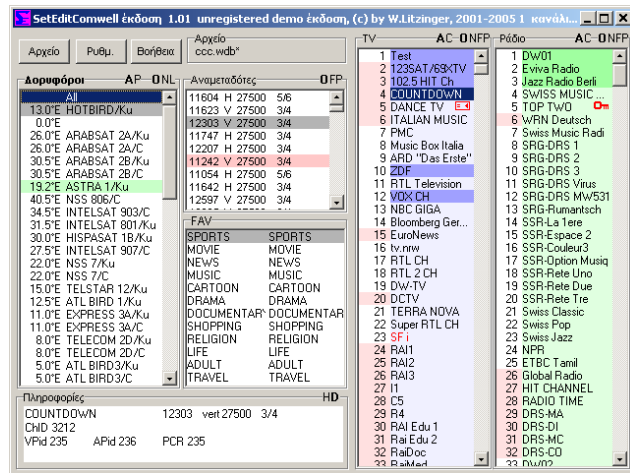 SetEditComwell έκδοση 1.01 unregistered demo έκδοση, (c) by W.Litzinger, 2001-2005 1 κανάλι...
Αρχείο Ρυθμ. Βοήθεια
Αρχείο
ccc.wdb*
Δορυφόροι AP ONL
All
13.0°E HOTBIRD/Ku
0.0°E
26.0°E ARABSAT 2A/Ku
26.0°E ARABSAT 2A/C
30.5°E ARABSAT 2B/Ku
30.5°E ARABSAT 2B/C
19.2°E ASTRA 1/Ku
40.5°E NSS 806/C
34.5°E INTELSAT 903/C
31.5°E INTELSAT 801/Ku
30.0°E HISPASAT 1B/Ku
27.5°E INTELSAT 907/C
22.0°E NSS 7/Ku
22.0°E NSS 7/C
15.0°E TELSTAR 12/Ku
12.5°E ATL BIRD 1/Ku
11.0°E EXPRESS 3A/Ku
11.0°E EXPRESS 3A/C
8.0°E TELECOM 2D/Ku
8.0°E TELECOM 2D/C
5.0°E ATL BIRD3/Ku
5.0°E ATL BIRD3/C
Αναμεταδότες OFP
11604 H 27500 5/6
11623 V 27500 3/4
12303 V 27500 3/4
11747 H 27500 3/4
12207 H 27500 3/4
11242 V 27500 3/4
11054 H 27500 5/6
11642 H 27500 3/4
12597 V 27500 3/4
FAV
SPORTS SPORTS
MOVIE MOVIE
NEWS NEWS
MUSIC MUSIC
CARTOON CARTOON
DRAMA DRAMA
DOCUMENTAR DOCUMENTAR
SHOPPING SHOPPING
RELIGION RELIGION
LIFE LIFE
ADULT ADULT
TRAVEL TRAVEL
Πληροφορίες HD
COUNTDOWN 12303 vert 27500 3/4
ChID 3212
VPid 235 APid 236 PCR 235
TV AC ONFP
1 Test
2 123SAT/69XTV
3 102.5 HIT Ch
4 COUNTDOWN
5 DANCE TV
6 ITALIAN MUSIC
7 PMC
8 Music Box Italia
9 ARD "Das Erste"
10 ZDF
11 RTL Television
12 VOX CH
13 NBC GIGA
14 Bloomberg Ger...
15 EuroNews
16 tv.nrw
17 RTL CH
18 RTL 2 CH
19 DW-TV
20 DCTV
21 TERRA NOVA
22 Super RTL CH
23 SF i
24 RAI1
25 RAI2
26 RAI3
27 I1
28 C5
29 R4
30 RAI Edu 1
31 Rai Edu 2
32 RaiDoc
33 RaiMed
Ράδιο AC ONFP
1 DW01
2 Eviva Radio
3 Jazz Radio Berli
4 SWISS MUSIC ...
5 TOP TWO
6 WRN Deutsch
7 Swiss Music Radi
8 SRG-DRS 1
9 SRG-DRS 2
10 SRG-DRS 3
11 SRG-DRS Virus
12 SRG-DRS MW531
13 SRG-Rumantsch
14 SSR-La 1ere
15 SSR-Espace 2
16 SSR-Couleur3
17 SSR-Option Musiq
18 SSR-Rete Uno
19 SSR-Rete Due
20 SSR-Rete Tre
21 Swiss Classic
22 Swiss Pop
23 Swiss Jazz
24 NPR
25 ETBC Tamil
26 Global Radio
27 HIT CHANNEL
28 RADIO TIME
29 DRS-MA
30 DRS-DI
31 DRS-MC
32 DRS-CO
33 DW02